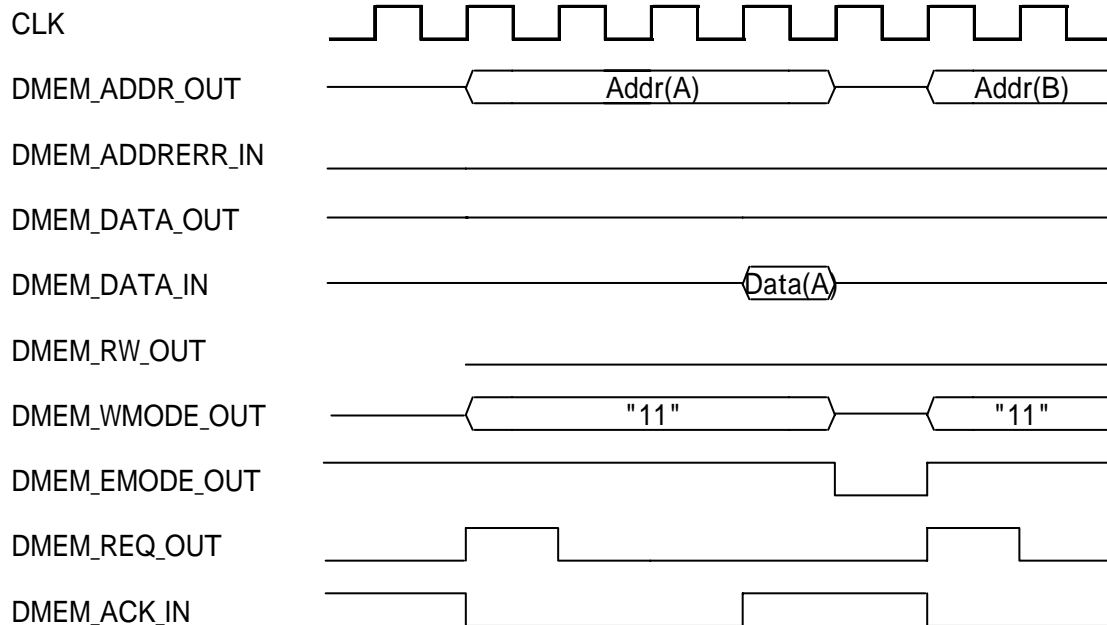 CLK
DMEM_ADDR_OUT Addr(A) Addr(B)
DMEM_ADDRERR_IN
DMEM_DATA_OUT
DMEM_DATA_IN Data(A)
DMEM_RW_OUT
DMEM_WMODE_OUT "11" "11"
DMEM_EMODE_OUT
DMEM_REQ_OUT
DMEM_ACK_IN